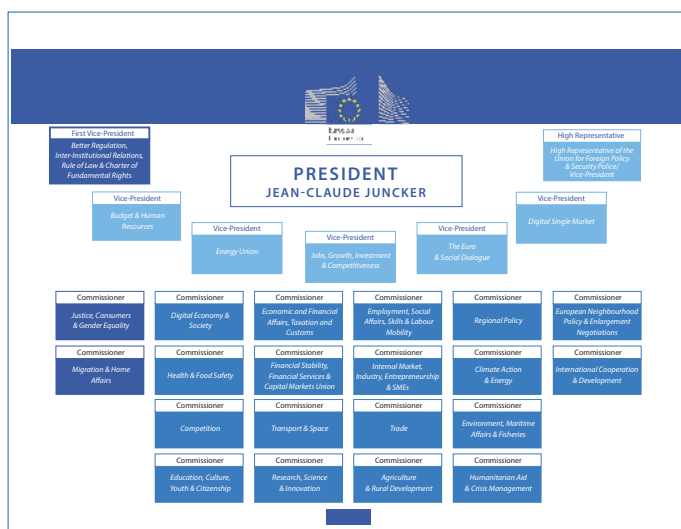 First Vice-President
Better Regulation,
Inter-Institutional Relations,
Rule of Law & Charter of
Fundamental Rights
High Representative
High Representative of the
Union for Foreign Policy
& Security Police/
Vice-President
PRESIDENT
JEAN-CLAUDE JUNCKER
Vice-President
Budget & Human
Resources
Vice-President
Energy Union
Vice-President
Jobs, Growth, Investment
& Competitiveness
Vice-President
The Euro
& Social Dialogue
Vice-President
Digital Single Market
Commissioner
Justice, Consumers
& Gender Equality
Commissioner
Digital Economy &
Society
Commissioner
Economic and Financial
Affairs, Taxation and
Customs
Commissioner
Employment, Social
Affairs, Skills & Labour
Mobility
Commissioner
Regional Policy
Commissioner
European Neighbourhood
Policy & Enlargement
Negotiations
Commissioner
Migration & Home
Affairs
Commissioner
Health & Food Safety
Commissioner
Financial Stability,
Financial Services &
Capital Markets Union
Commissioner
Internal Market,
Industry, Entrepreneurship
& SMEs
Commissioner
Climate Action
& Energy
Commissioner
International Cooperation
& Development
Commissioner
Competition
Commissioner
Transport & Space
Commissioner
Trade
Commissioner
Environment, Maritime
Affairs & Fisheries
Commissioner
Education, Culture,
Youth & Citizenship
Commissioner
Research, Science
& Innovation
Commissioner
Agriculture
& Rural Development
Commissioner
Humanitarian Aid
& Crisis Management